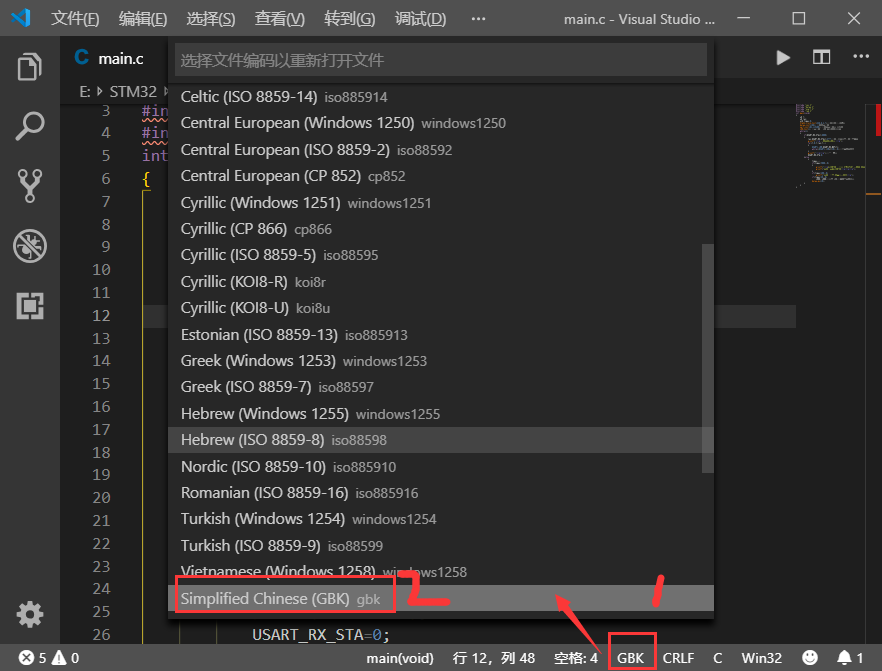 文件(F) 编辑(E) 选择(S) 查看(V) 转到(G) 调试(D) ··· main.c - Visual Studio ...
C main.c
选择文件编码以重新打开文件
E: > STM32
Celtic (ISO 8859-14) iso885914
Central European (Windows 1250) windows1250
Central European (ISO 8859-2) iso88592
Central European (CP 852) cp852
Cyrillic (Windows 1251) windows1251
Cyrillic (CP 866) cp866
Cyrillic (ISO 8859-5) iso88595
Cyrillic (KOI8-R) koi8r
Cyrillic (KOI8-U) koi8u
Estonian (ISO 8859-13) iso885913
Greek (Windows 1253) windows1253
Greek (ISO 8859-7) iso88597
Hebrew (Windows 1255) windows1255
Hebrew (ISO 8859-8) iso88598
Nordic (ISO 8859-10) iso885910
Romanian (ISO 8859-16) iso885916
Turkish (Windows 1254) windows1254
Turkish (ISO 8859-9) iso88599
Vietnamese (Windows 1258) windows1258
Simplified Chinese (GBK) gbk
2
1
3 #in
4 #in
5 int
6 {
7
8
9
10
11
12
13
14
15
16
17
18
19
20
21
22
23
24
25
26 USART_RX_STA=0;
5 0 main(void) 行 12，列 48 空格: 4 GBK CRLF C Win32 1